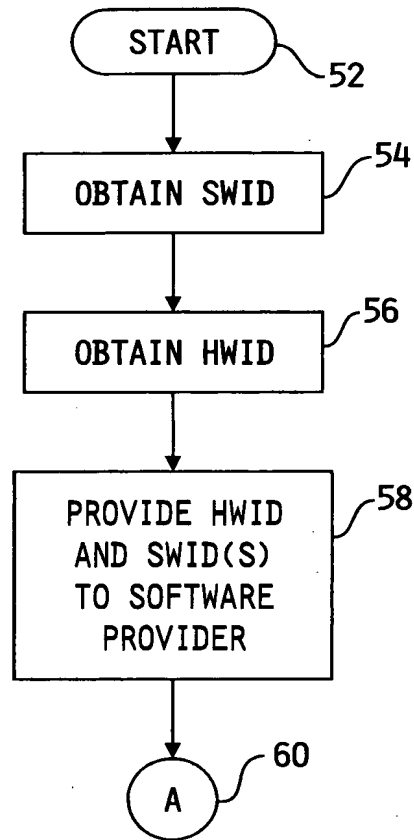 START
52
OBTAIN SWID
54
OBTAIN HWID
56
PROVIDE HWID
AND SWID(S)
TO SOFTWARE
PROVIDER
58
A
60